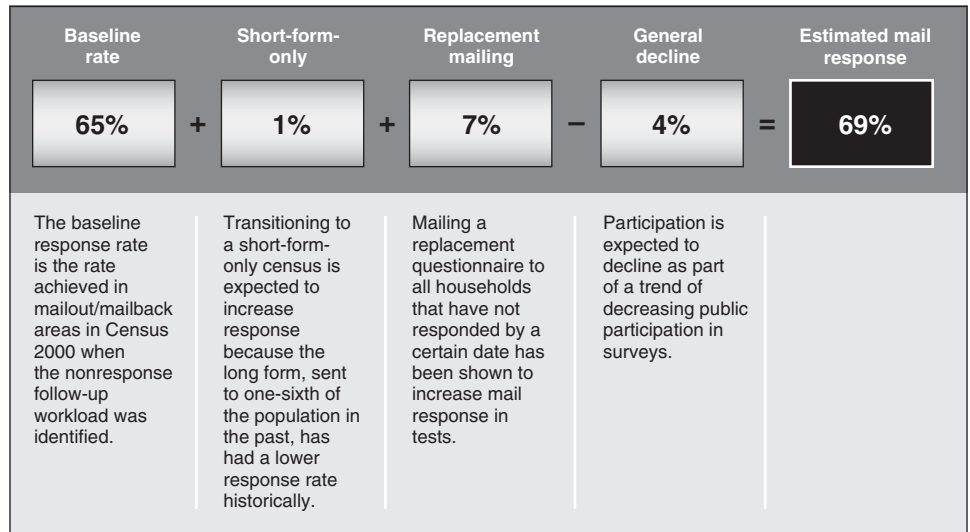 Baseline
rate
Short-form-
only
Replacement
mailing
General
decline
Estimated mail
response
65% + 1% + 7% – 4% = 69%
The baseline
response rate
is the rate
achieved in
mailout/mailback
areas in Census
2000 when
the nonresponse
follow-up
workload was
identified.
Transitioning to
a short-form-
only census is
expected to
increase
response
because the
long form, sent
to one-sixth of
the population in
the past, has
had a lower
response rate
historically.
Mailing a
replacement
questionnaire to
all households
that have not
responded by a
certain date has
been shown to
increase mail
response in
tests.
Participation is
expected to
decline as part
of a trend of
decreasing public
participation in
surveys.